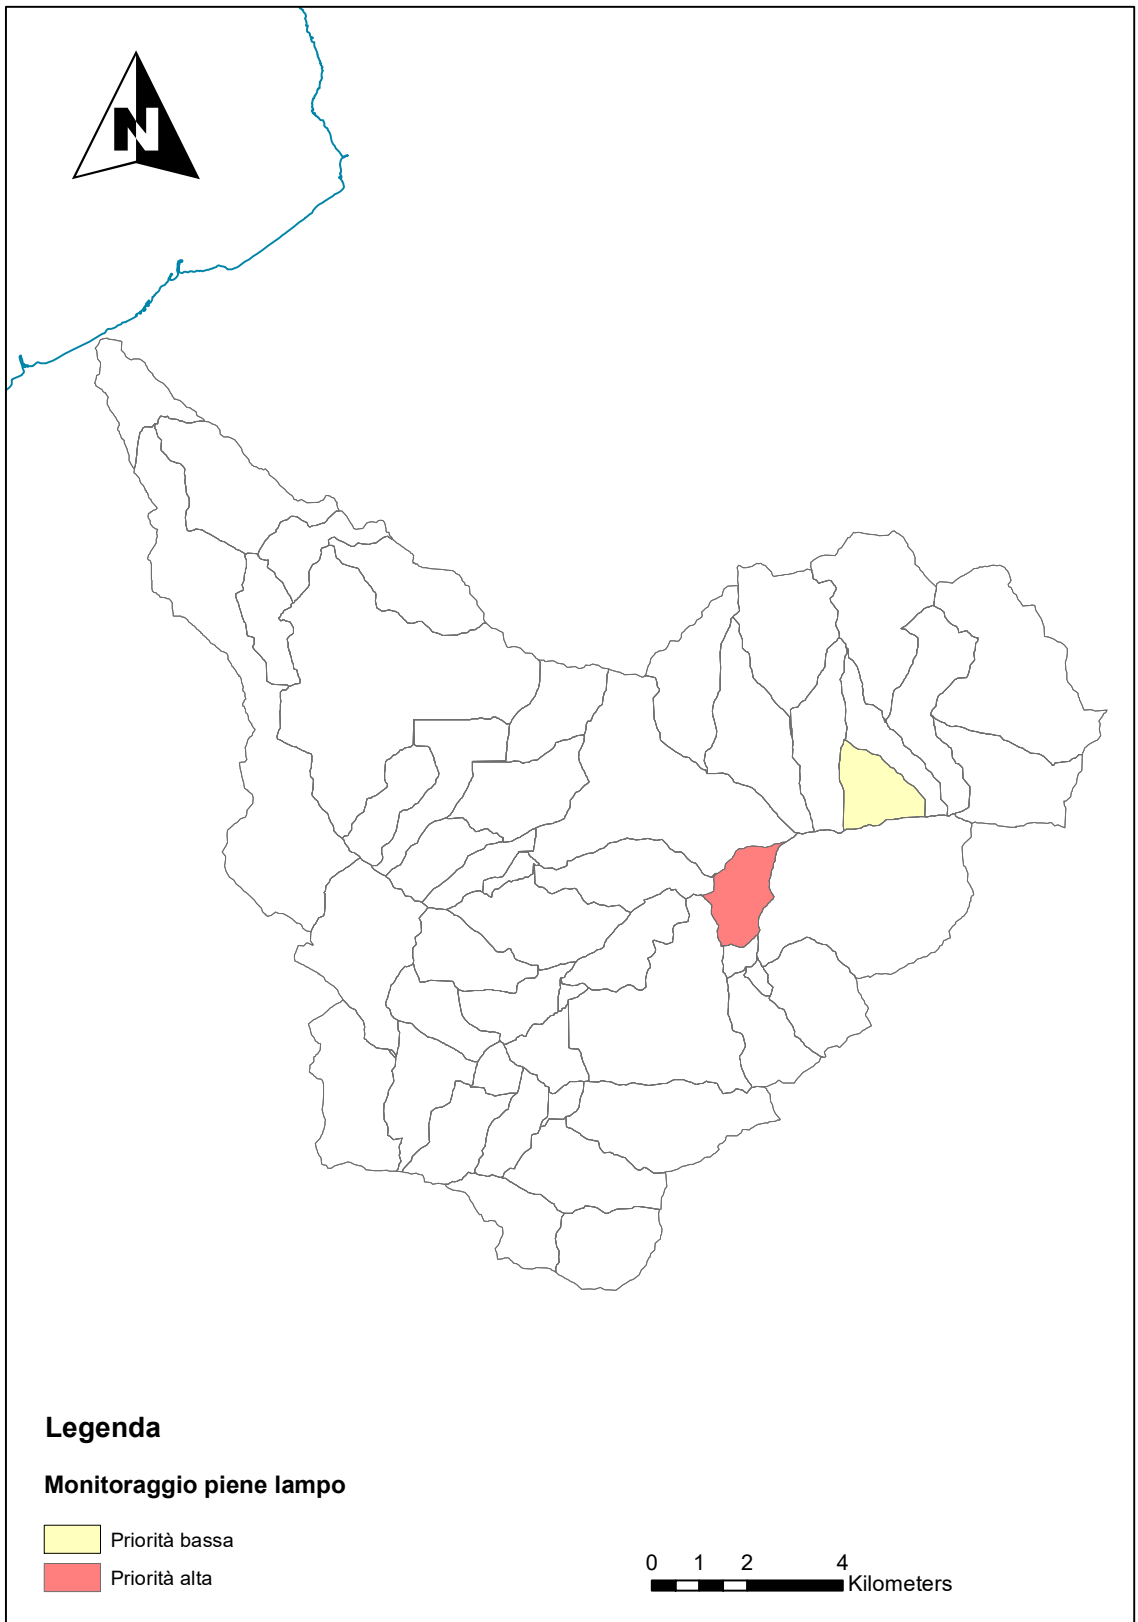 N
Legenda
Monitoraggio piene lampo
Priorità bassa
Priorità alta
0 1 2 4
Kilometers